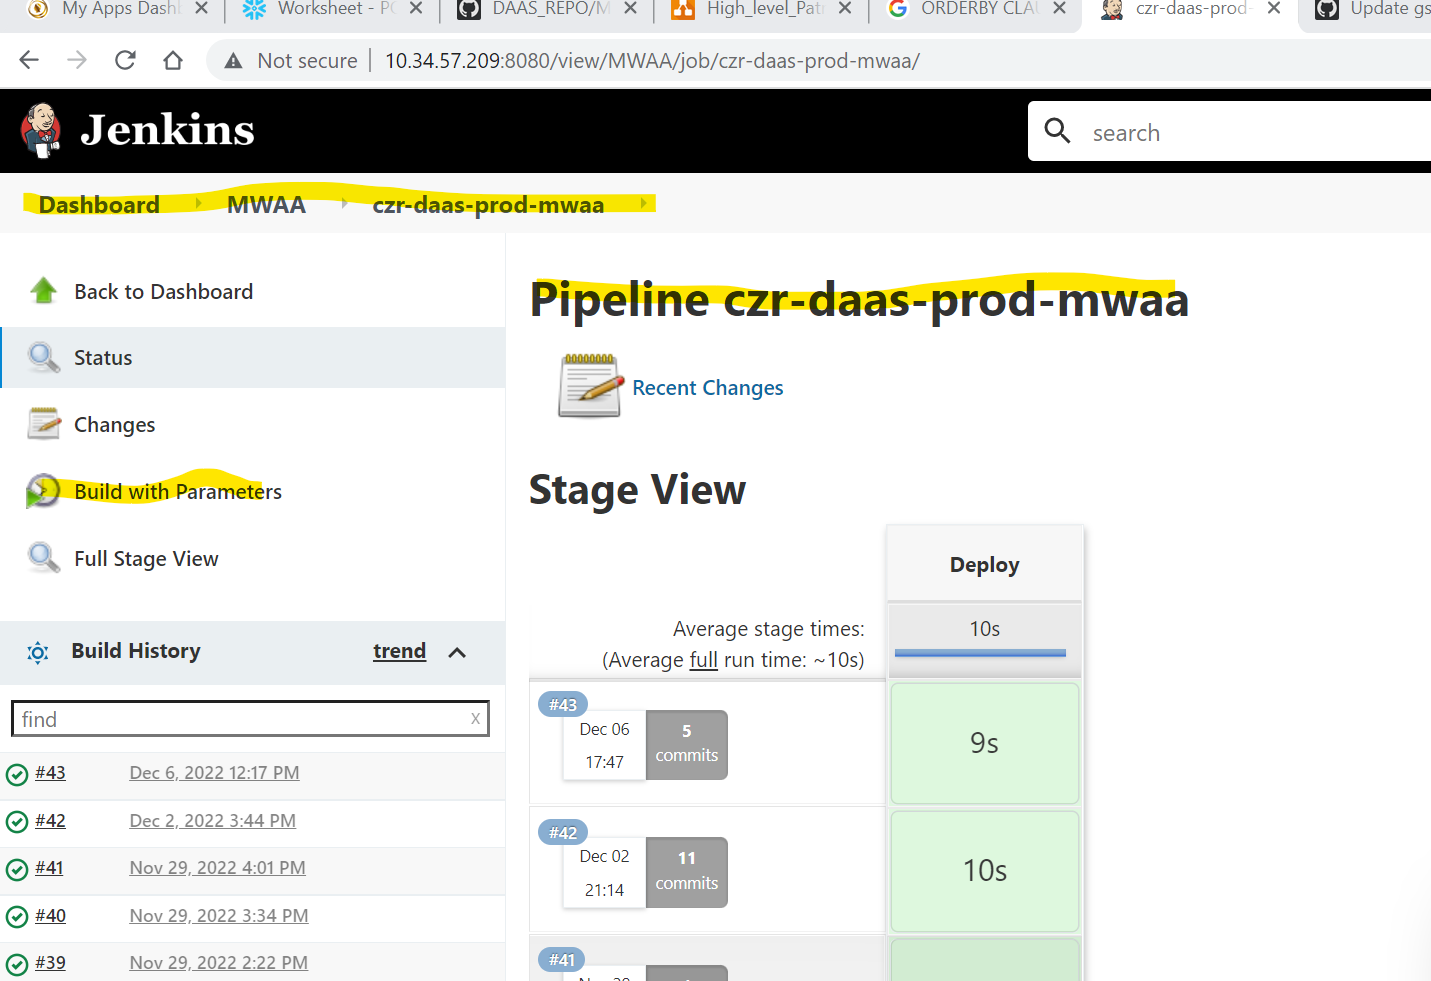 My Apps Dash
Worksheet - P
DAAS_REPO/M
High_level_Pat
ORDERBY CLA
czr-daas-prod-
Update gs
Not secure 10.34.57.209:8080/view/MWAA/job/czr-daas-prod-mwaa/
Jenkins
search
Dashboard MWAA czr-daas-prod-mwaa
Back to Dashboard
Status
Changes
Build with Parameters
Full Stage View
Build History trend
find X
#43 Dec 6, 2022 12:17 PM
#42 Dec 2, 2022 3:44 PM
#41 Nov 29, 2022 4:01 PM
#40 Nov 29, 2022 3:34 PM
#39 Nov 29, 2022 2:22 PM
Pipeline czr-daas-prod-mwaa
Recent Changes
Stage View
Deploy
Average stage times: 10s
(Average full run time: ~10s)
#43
Dec 06 5
17:47 commits
9s
#42
Dec 02 11
21:14 commits
10s
#41